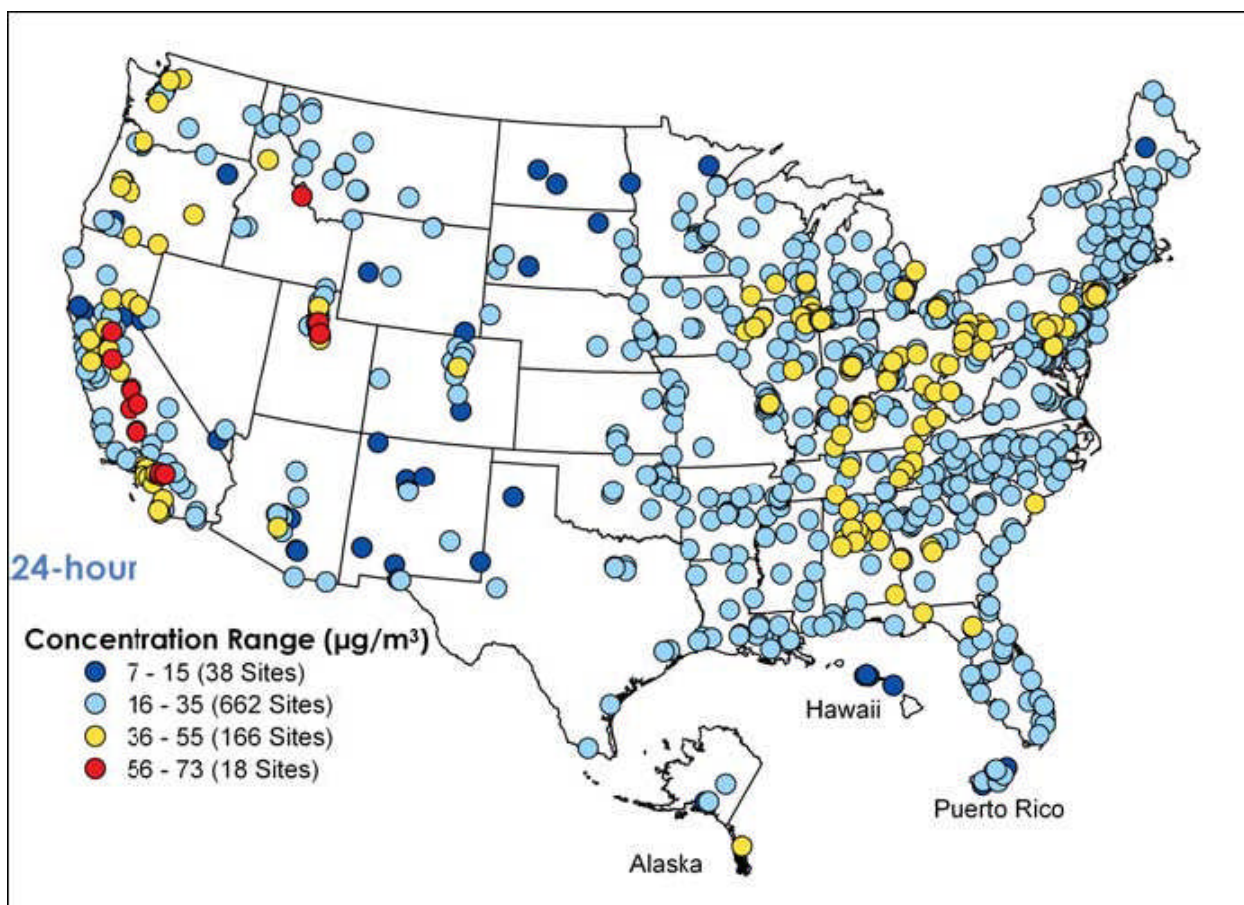 24-hour
Concentration Range (µg/m³)
7 - 15 (38 Sites)
16 - 35 (662 Sites)
36 - 55 (166 Sites)
56 - 73 (18 Sites)
Hawaii
Puerto Rico
Alaska